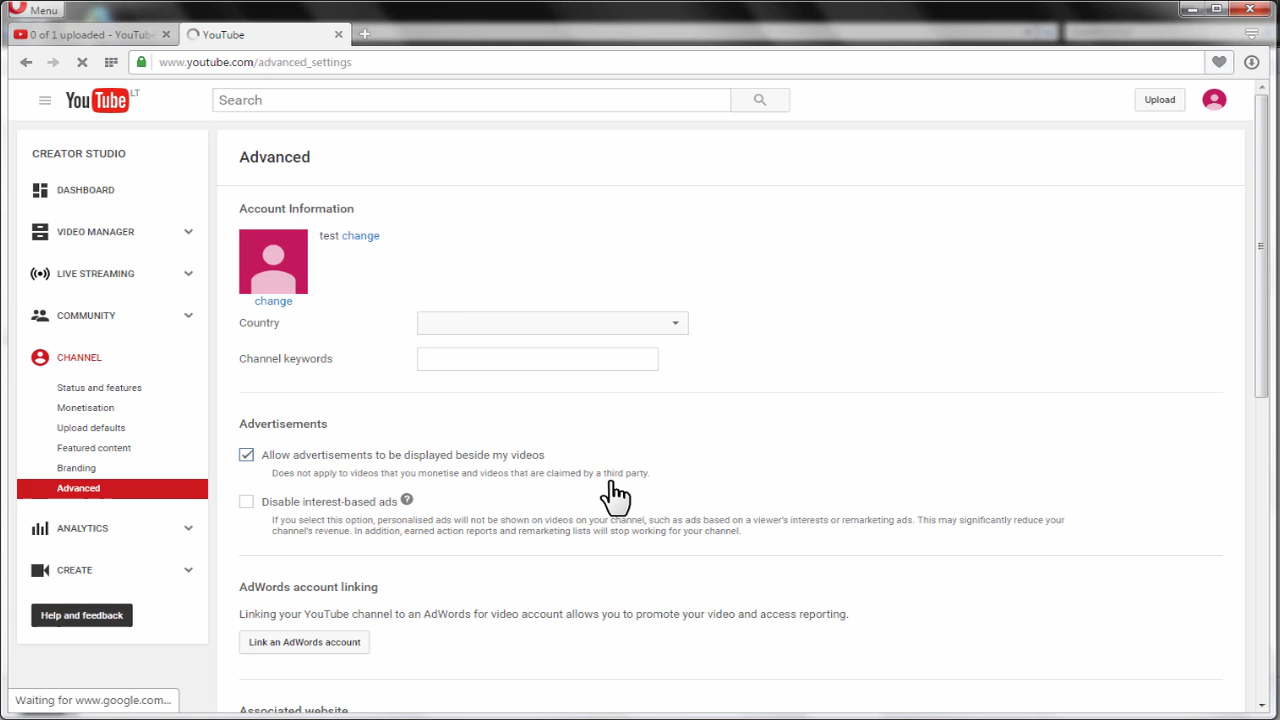 Menu
0 of 1 uploaded - YouTube
YouTube
www.youtube.com/advanced_settings
YouTube LT
Search
Upload
CREATOR STUDIO
DASHBOARD
VIDEO MANAGER
LIVE STREAMING
COMMUNITY
CHANNEL
Status and features
Monetisation
Upload defaults
Featured content
Branding
Advanced
ANALYTICS
CREATE
Help and feedback
Advanced
Account Information
test change
change
Country
Channel keywords
Advertisements
Allow advertisements to be displayed beside my videos
Does not apply to videos that you monetise and videos that are claimed by a third party.
Disable interest-based ads ?
If you select this option, personalised ads will not be shown on videos on your channel, such as ads based on a viewer's interests or remarketing ads. This may significantly reduce your
channel's revenue. In addition, earned action reports and remarketing lists will stop working for your channel.
AdWords account linking
Linking your YouTube channel to an AdWords for video account allows you to promote your video and access reporting.
Link an AdWords account
Associated website
Waiting for www.google.com...